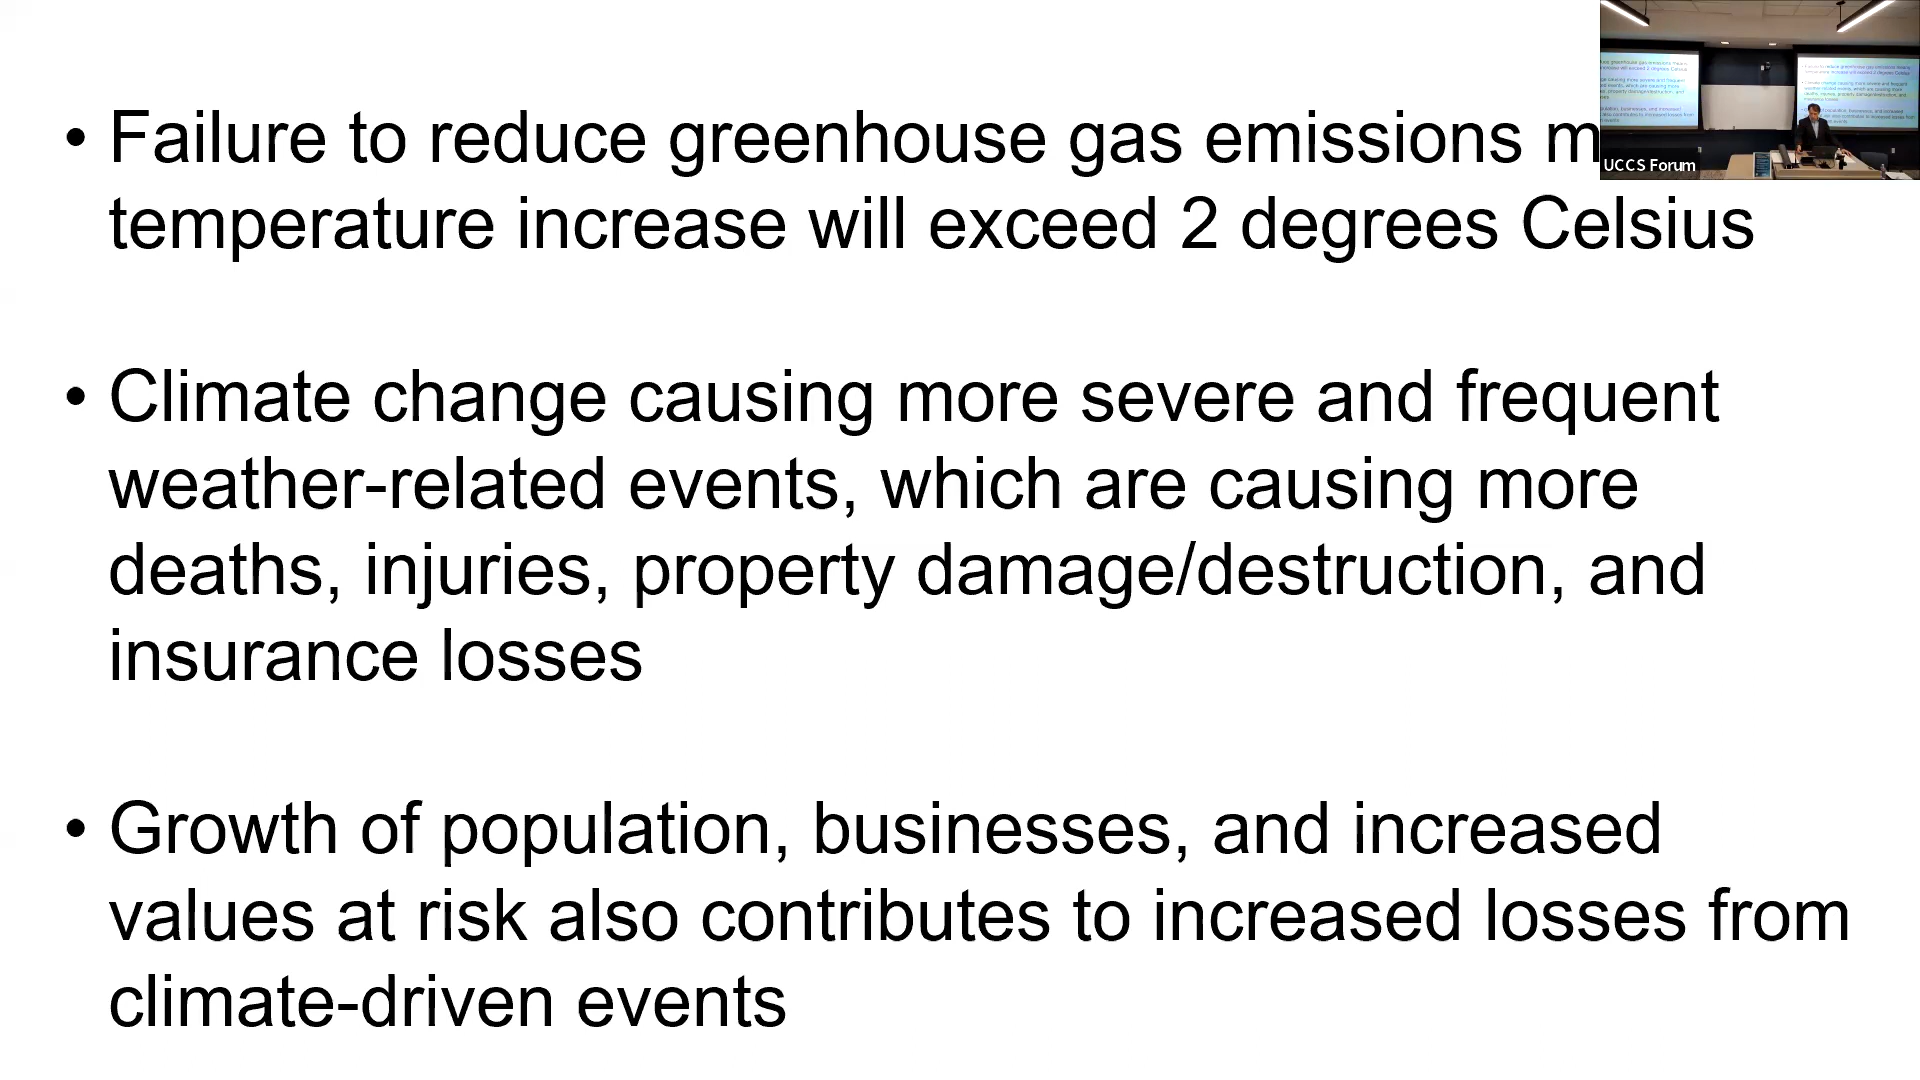 • Failure to reduce greenhouse gas emissions
temperature increase will exceed 2 degrees Celsius
• Climate change causing more severe and frequent
weather-related events, which are causing more
deaths, injuries, property damage/destruction, and
insurance losses
• Growth of population, businesses, and increased
values at risk also contributes to increased losses from
climate-driven events
UCCS Forum